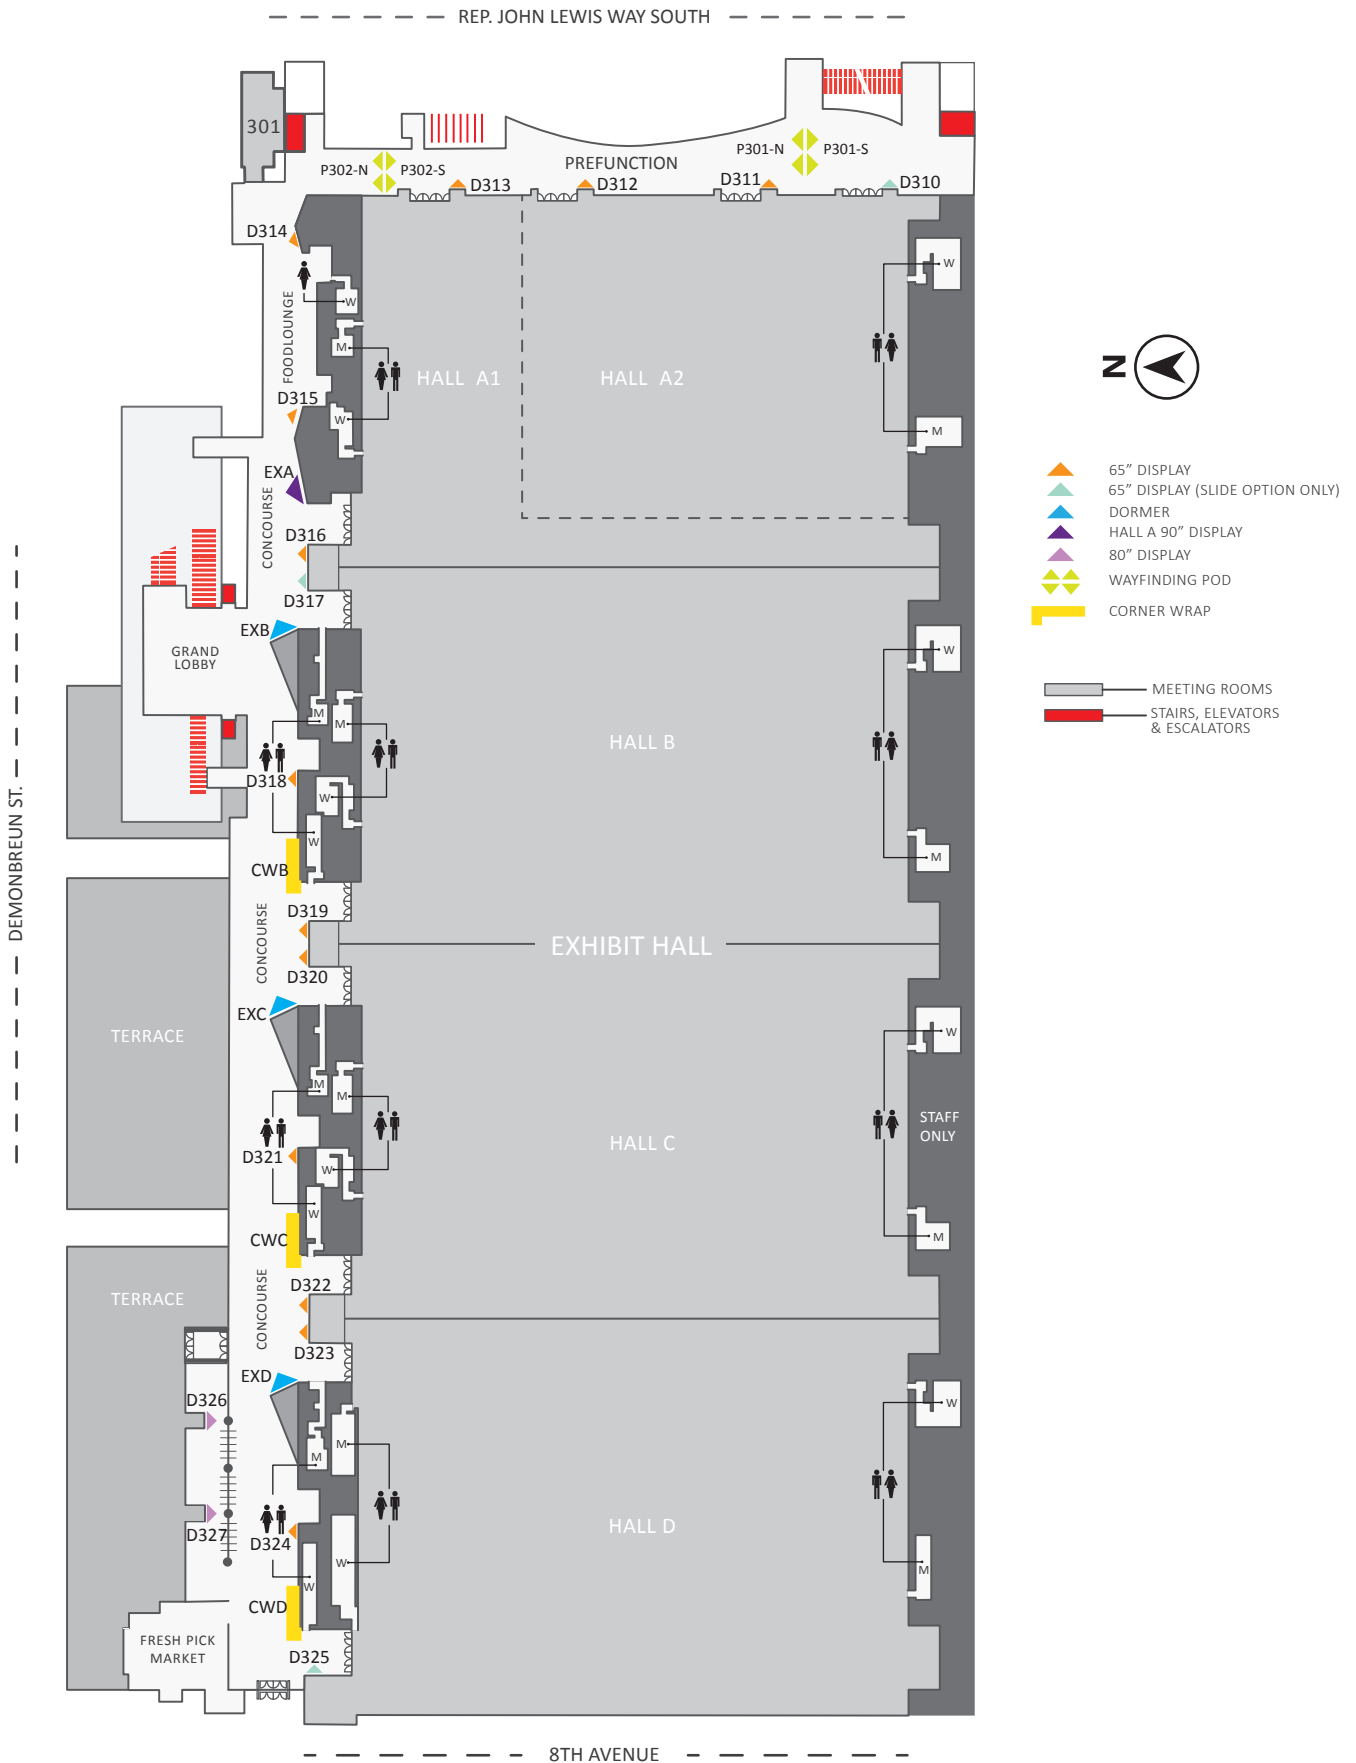 REP. JOHN LEWIS WAY SOUTH
301
P302-N
P302-S
PREFUNCTION
P301-N
P301-S
D313
D312
D311
D310
D314
W
W
FOODLOUNGE
M
HALL A1
HALL A2
D315
W
M
N
EXA
CONCOURSE
65” DISPLAY
65” DISPLAY (SLIDE OPTION ONLY)
DORMER
HALL A 90” DISPLAY
80” DISPLAY
WAYFINDING POD
CORNER WRAP
MEETING ROOMS
STAIRS, ELEVATORS
& ESCALATORS
D316
D317
EXB
GRAND
LOBBY
W
M
M
HALL B
D318
W
W
M
CWB
DEMONBREUN ST.
D319
CONCOURSE
EXHIBIT HALL
D320
EXC
TERRACE
W
M
M
STAFF
ONLY
HALL C
D321
W
W
M
CWC
D322
CONCOURSE
TERRACE
D323
EXD
D326
W
M
M
D327
D324
HALL D
W
W
M
CWD
FRESH PICK
MARKET
D325
8TH AVENUE